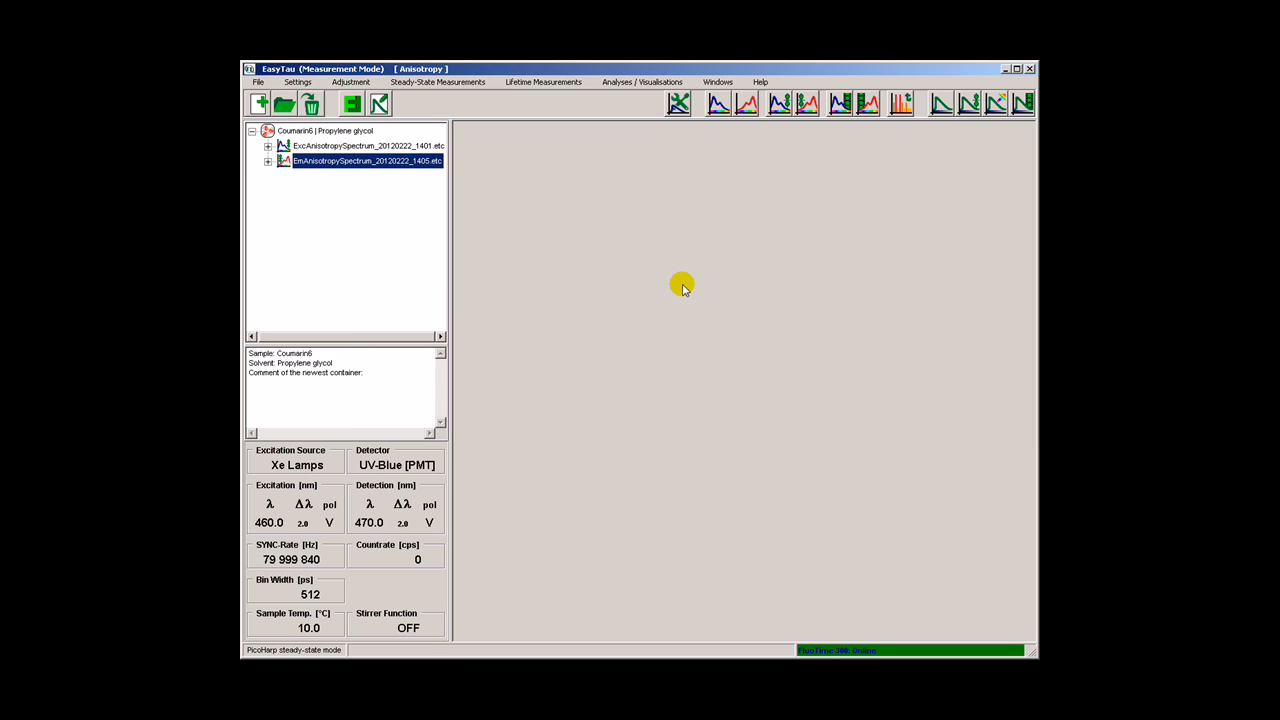 EasyTau (Measurement Mode) [ Anisotropy ]
File Settings Adjustment Steady-State Measurements Lifetime Measurements Analyses / Visualisations Windows Help
Coumarin6 | Propylene glycol
ExcAnisotropySpectrum_20120222_1401.etc
EmAnisotropySpectrum_20120222_1405.etc
Sample: Coumarin6
Solvent: Propylene glycol
Comment of the newest container:
Excitation Source Detector
Xe Lamps UV-Blue [PMT]
Excitation [nm] Detection [nm]
λ Δλ pol λ Δλ pol
460.0 2.0 V 470.0 2.0 V
SYNC-Rate [Hz] Countrate [cps]
79 999 840 0
Bin Width [ps]
512
Sample Temp. [°C] Stirrer Function
10.0 OFF
PicoHarp steady-state mode FluoTime 300: Online